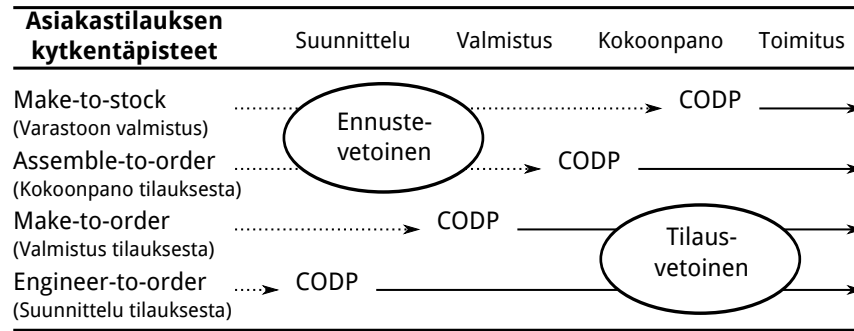 Asiakastilauksen
kytkentäpisteet
Suunnittelu Valmistus Kokoonpano Toimitus
Make-to-stock
(Varastoon valmistus)
CODP
Ennuste-
vetoinen
Assemble-to-order
(Kokoonpano tilauksesta)
CODP
Make-to-order
(Valmistus tilauksesta)
CODP
Tilaus-
vetoinen
Engineer-to-order
(Suunnittelu tilauksesta)
CODP